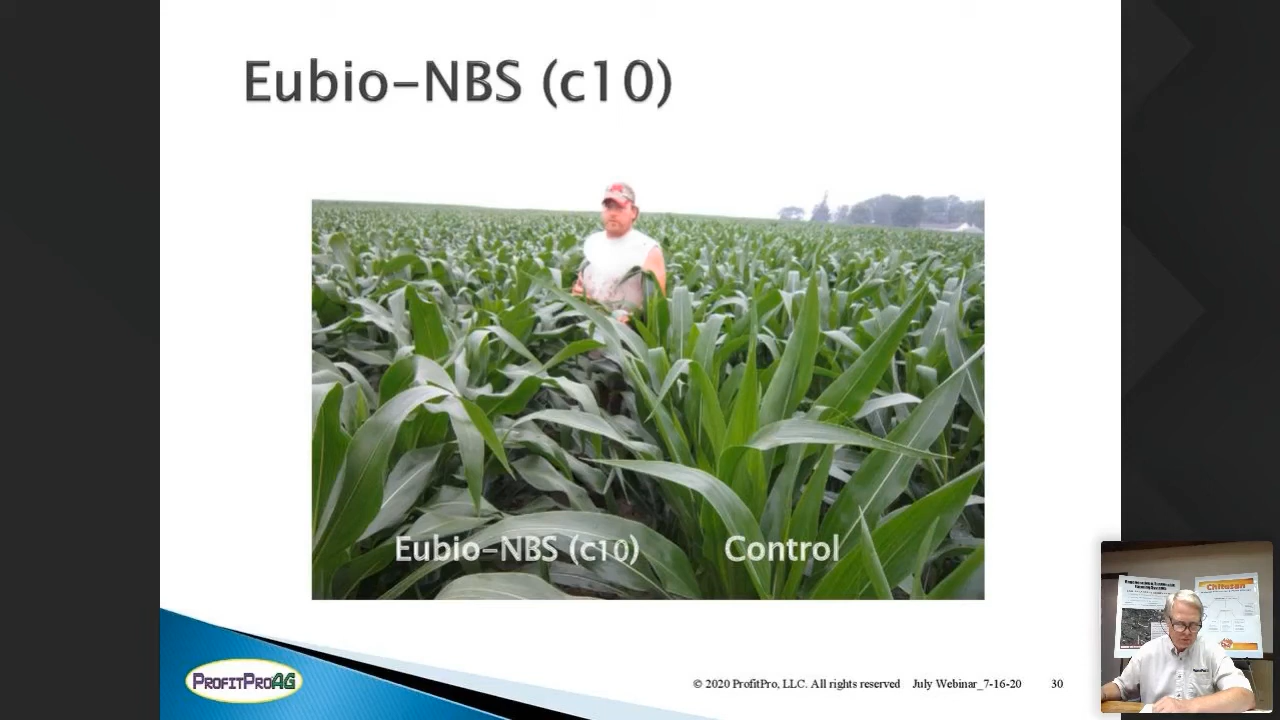 Eubio-NBS (c10)
Eubio-NBS (c10)
Control
PROFITPROAG
© 2020 ProfitPro, LLC. All rights reserved July Webinar_7-16-20 30
Chitozan